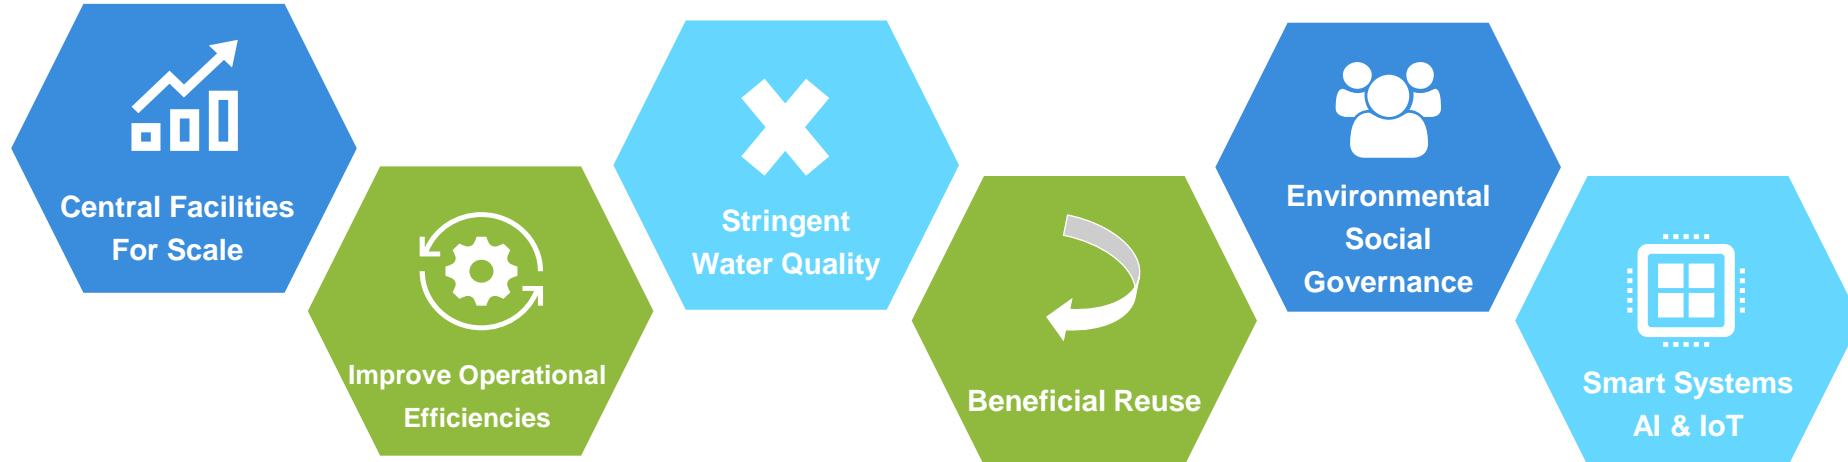 Central Facilities
For Scale
Improve Operational
Efficiencies
Stringent
Water Quality
Beneficial Reuse
Environmental
Social
Governance
Smart Systems
AI & IoT